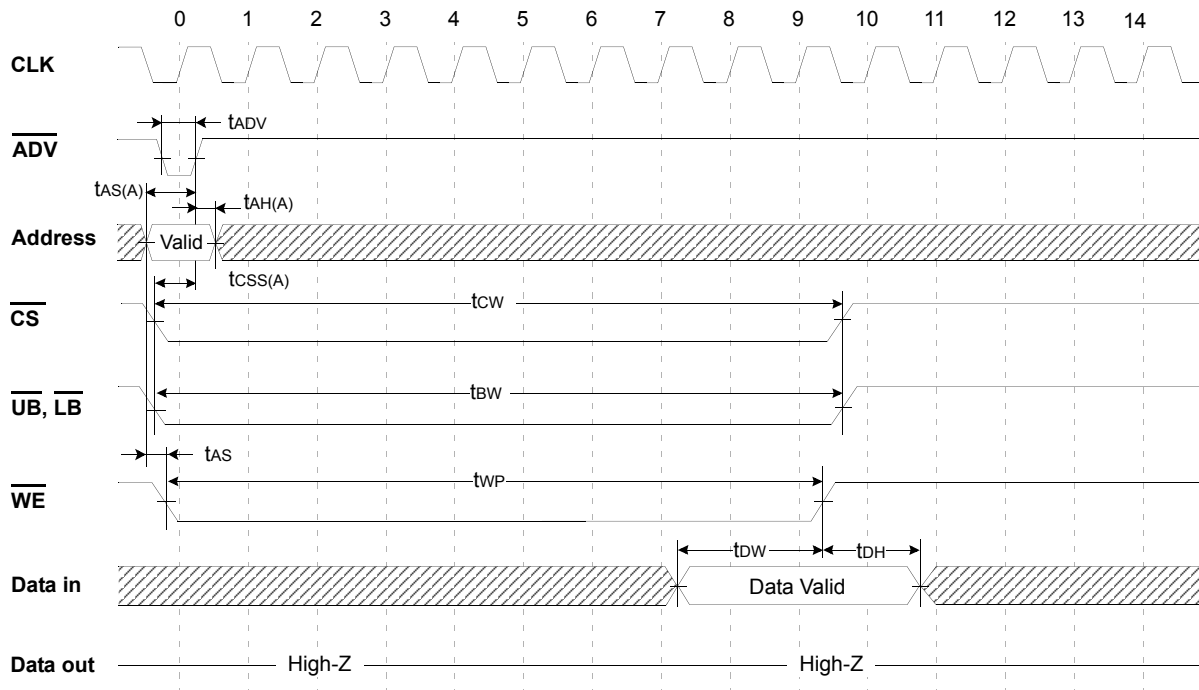 0 1 2 3 4 5 6 7 8 9 10 11 12 13 14
CLK
tADV
ADV
tAS(A)
tAH(A)
Address Valid
tCSS(A)
tCW
CS
tBW
UB, LB
tAS
tWP
WE
tDW tDH
Data in Data Valid
Data out High-Z High-Z